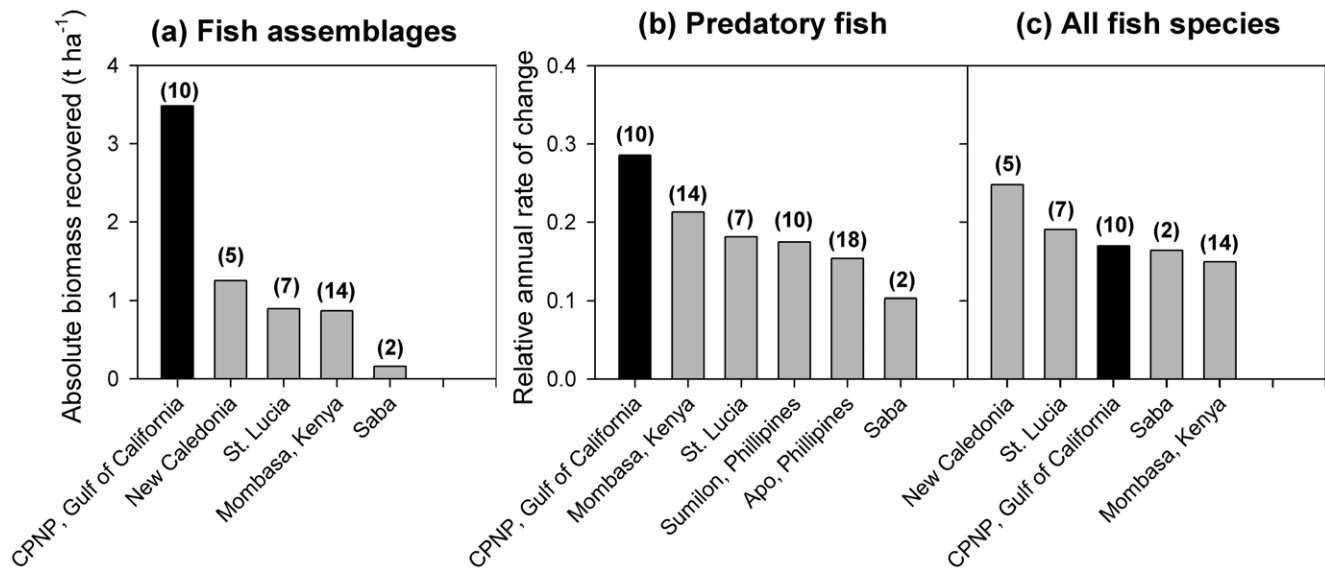 (a) Fish assemblages
Absolute biomass recovered (t ha⁻¹)
4
3
2
1
0
(10)
(5)
(7)
(14)
(2)
CPNP, Gulf of California
New Caledonia
St. Lucia
Mombasa, Kenya
Saba
(b) Predatory fish
Relative annual rate of change
0.4
0.3
0.2
0.1
0.0
(10)
(14)
(7)
(10)
(18)
(2)
CPNP, Gulf of California
Mombasa, Kenya
St. Lucia
Sumilon, Phillipines
Apo, Phillipines
Saba
(c) All fish species
(5)
(7)
(10)
(2)
(14)
New Caledonia
St. Lucia
CPNP, Gulf of California
Saba
Mombasa, Kenya